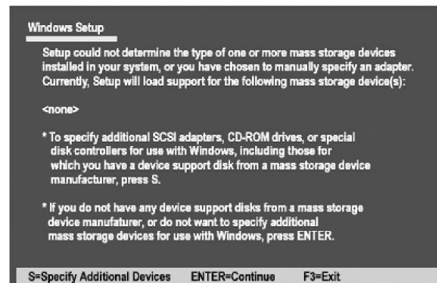 Windows Setup
Setup could not determine the type of one or more mass storage devices
installed in your system, or you have chosen to manually specify an adapter.
Currently, Setup will load support for the following mass storage device(s):
<none>
* To specify additional SCSI adapters, CD-ROM drives, or special
disk controllers for use with Windows, including those for
which you have a device support disk from a mass storage device
manufacturer, press S.
* If you do not have any device support disks from a mass storage
device manufaturer, or do not want to specify additional
mass storage devices for use with Windows, press ENTER.
S=Specify Additional Devices ENTER=Continue F3=Exit